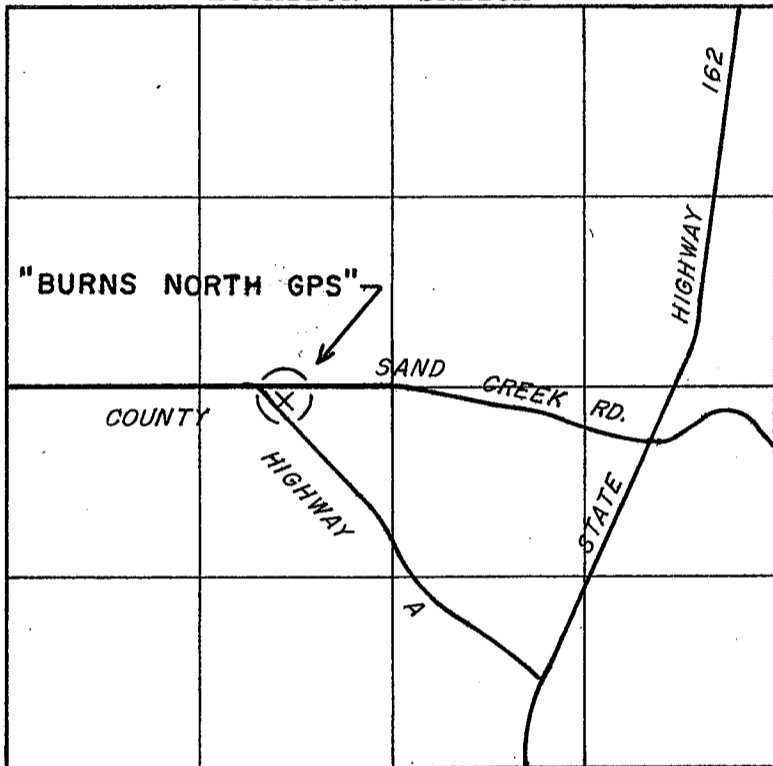 162
HIGHWAY
"BURNS NORTH GPS"
SAND
CREEK RD.
COUNTY
HIGHWAY
STATE
A